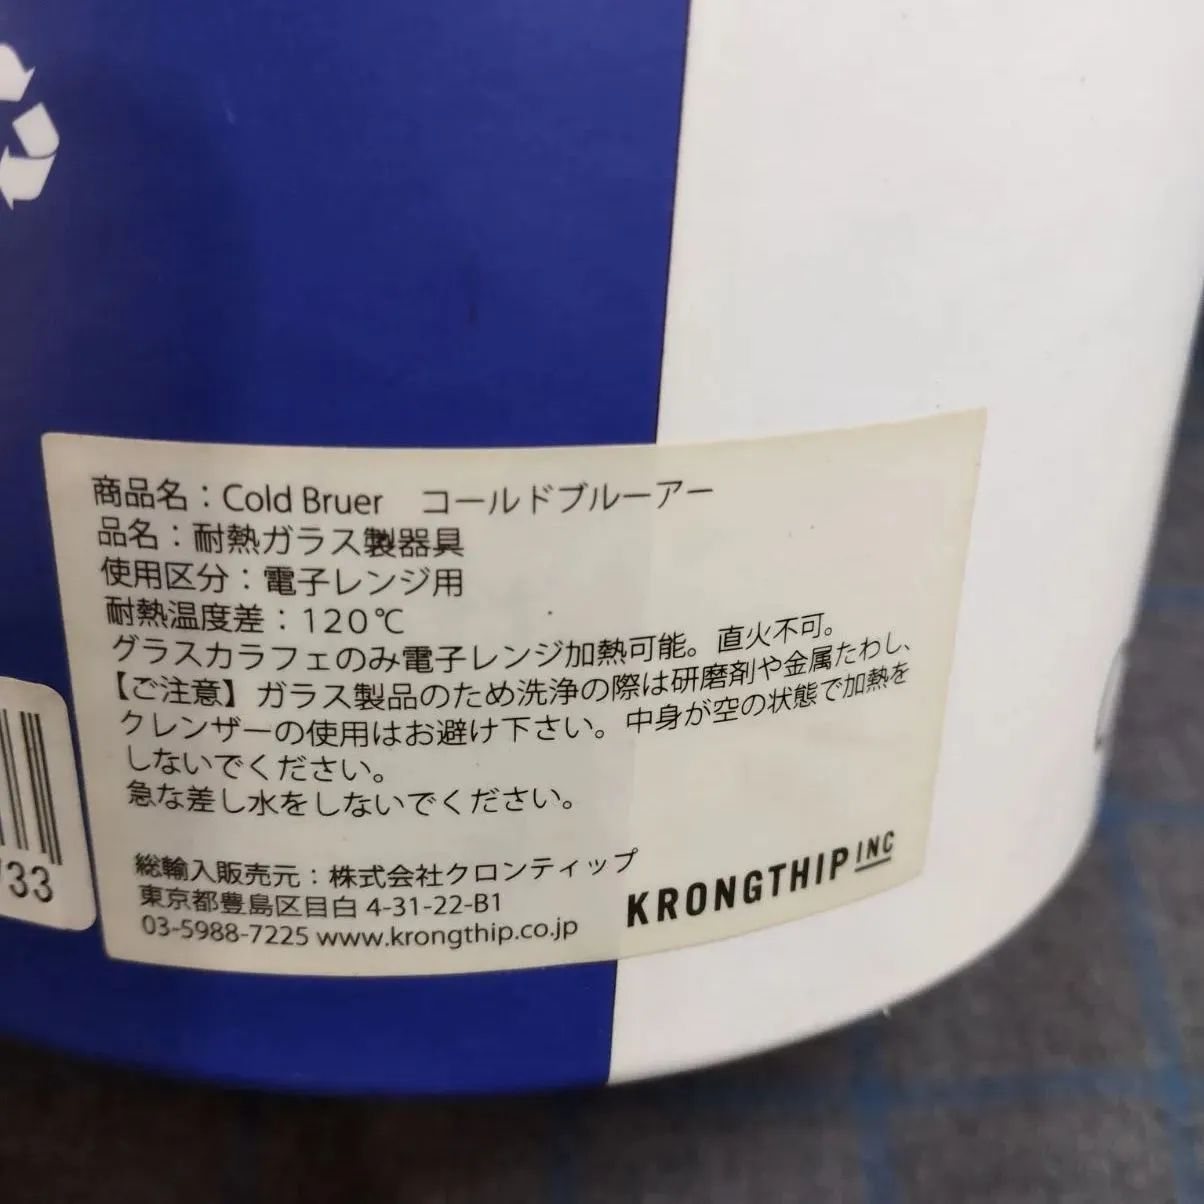 商品名：Cold Bruer　コールドブルーアー
品名：耐熱ガラス製器具
使用区分：電子レンジ用
耐熱温度差：120℃
グラスカラフェのみ電子レンジ加熱可能。直火不可。
【ご注意】ガラス製品のため洗浄の際は研磨剤や金属たわし、
クレンザーの使用はお避け下さい。中身が空の状態で加熱を
しないでください。
急な差し水をしないでください。
総輸入販売元：株式会社クロンティップ
東京都豊島区目白 4-31-22-B1
03-5988-7225 www.krongthip.co.jp
KRONGTHIP INC
733